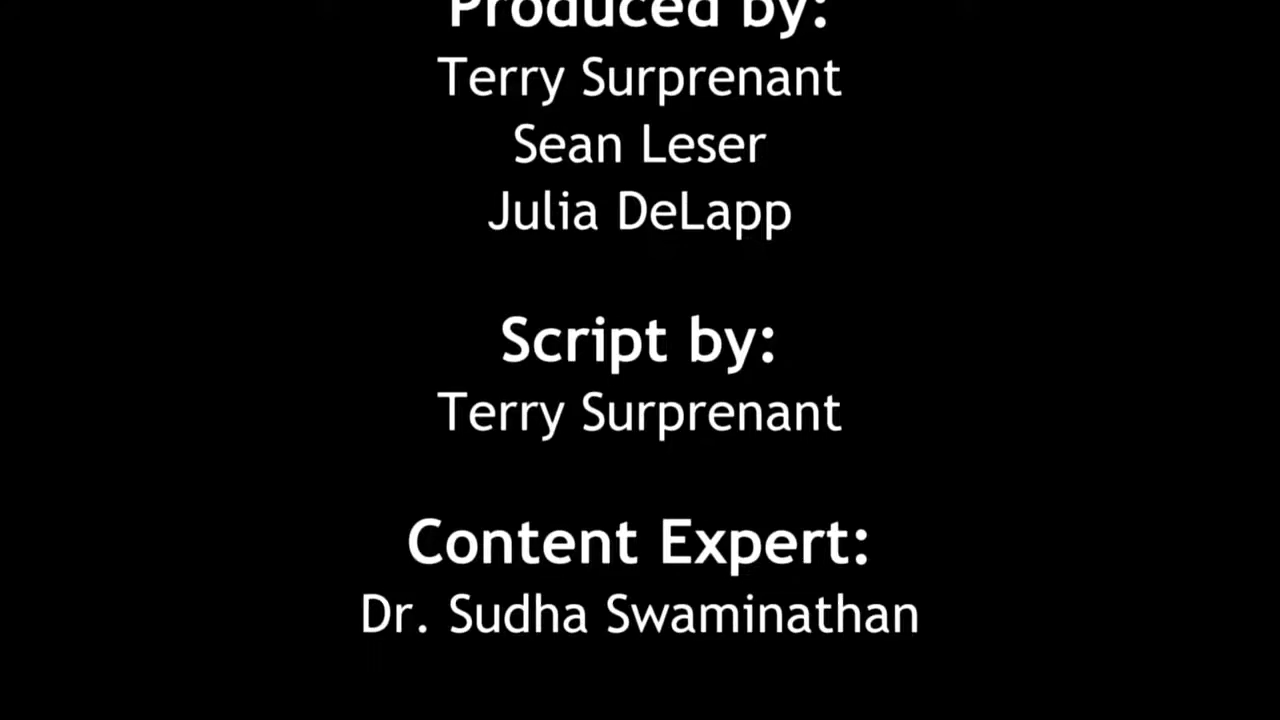 Produced by:
Terry Surprenant
Sean Leser
Julia DeLapp
Script by:
Terry Surprenant
Content Expert:
Dr. Sudha Swaminathan